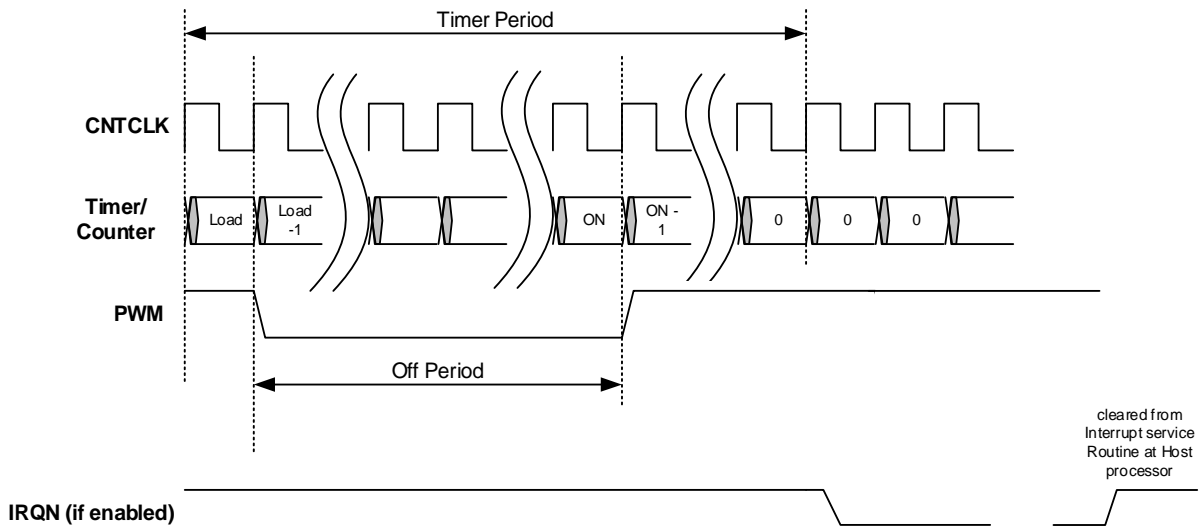 Timer Period
CNTCLK
Timer/
Counter
Load
Load
-1
ON
ON -
1
0
0
0
PWM
Off Period
cleared from
Interrupt service
Routine at Host
processor
IRQN (if enabled)